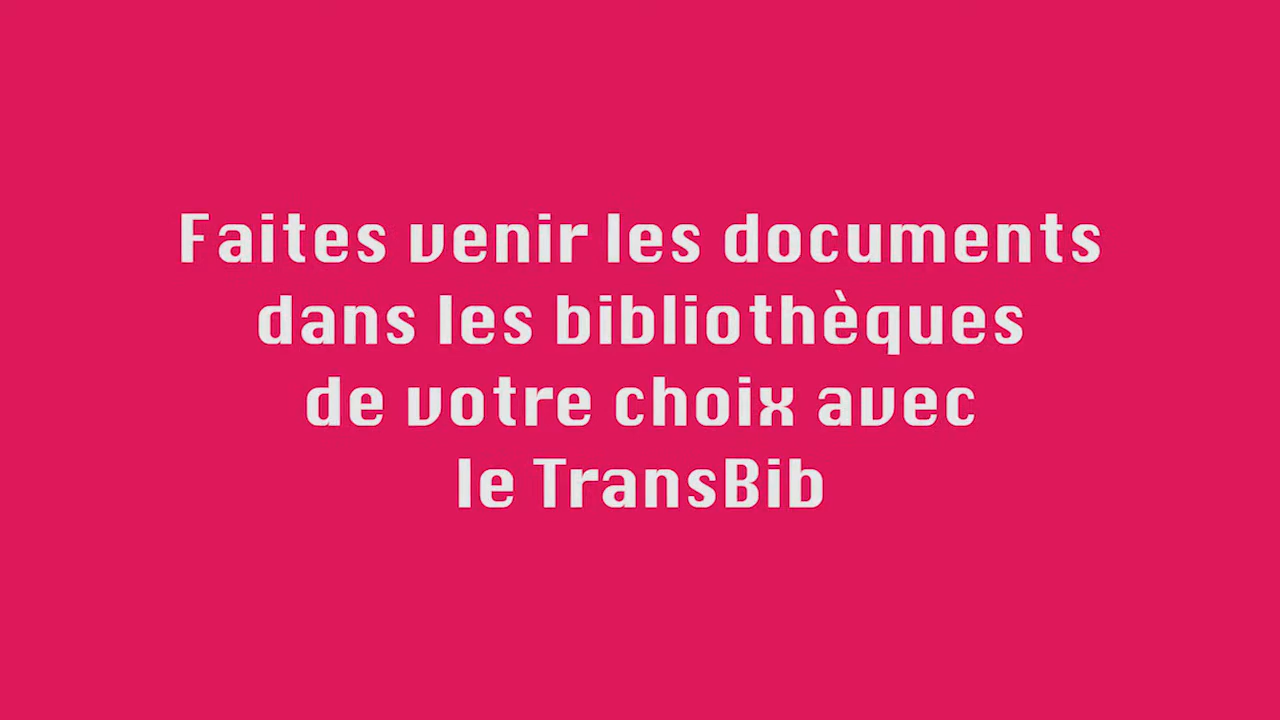 Faites venir les documents
dans les bibliothèques
de votre choix avec
le TransBib